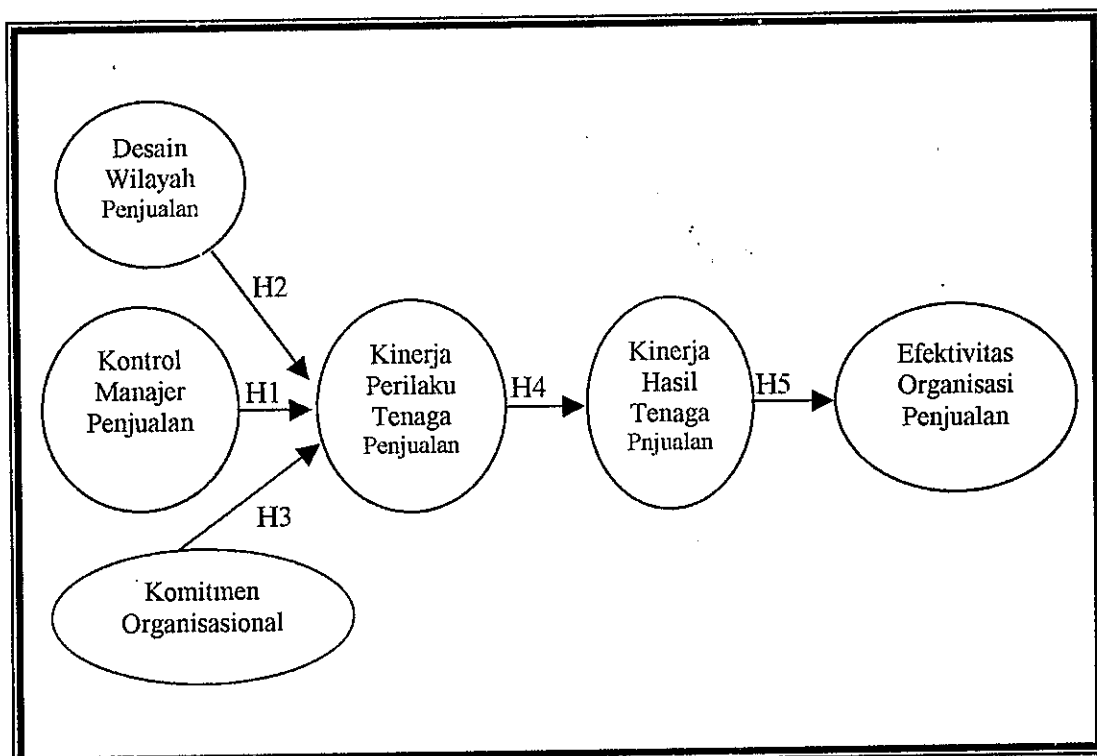 Desain
Wilayah
Penjualan
H2
Kontrol
Manajer
Penjualan
H1
Kinerja
Perilaku
Tenaga
Penjualan
H4
Kinerja
Hasil
Tenaga
Pnjualan
H5
Efektivitas
Organisasi
Penjualan
H3
Komitmen
Organisasional